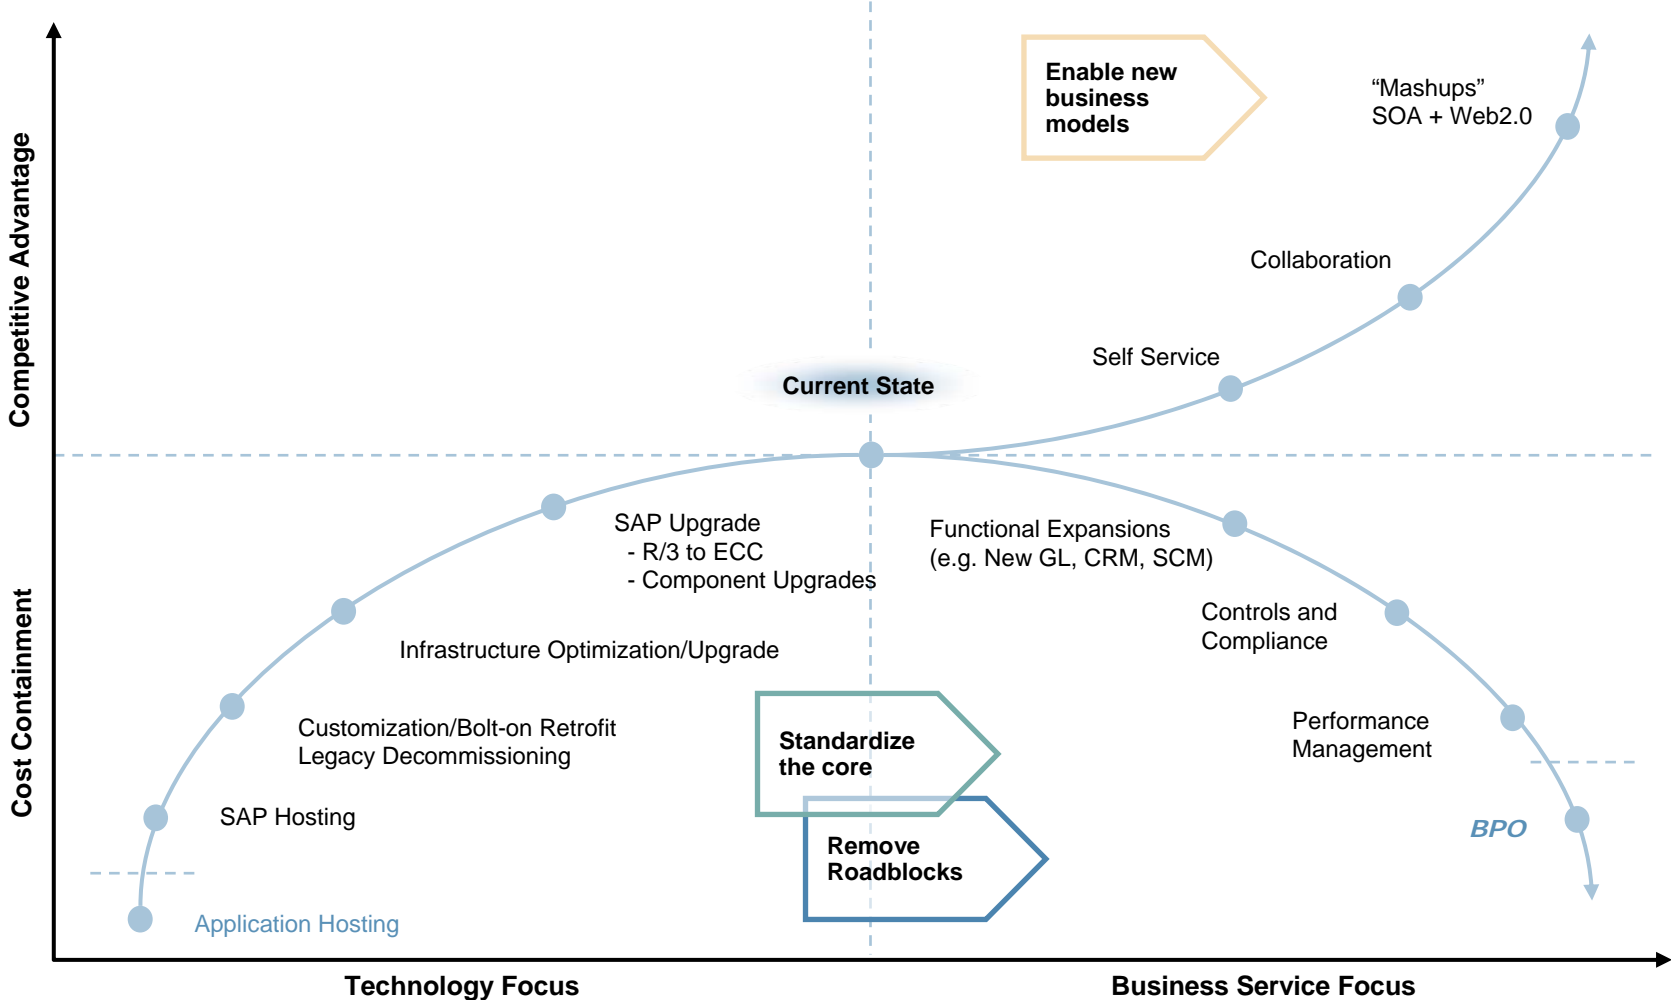 Enable new
business
models
“Mashups”
SOA + Web2.0
Competitive Advantage
Collaboration
Self Service
Current State
SAP Upgrade
- R/3 to ECC
- Component Upgrades
Functional Expansions
(e.g. New GL, CRM, SCM)
Cost Containment
Controls and
Compliance
Infrastructure Optimization/Upgrade
Customization/Bolt-on Retrofit
Legacy Decommissioning
Standardize
the core
Performance
Management
SAP Hosting
Remove
Roadblocks
BPO
Application Hosting
Technology Focus
Business Service Focus